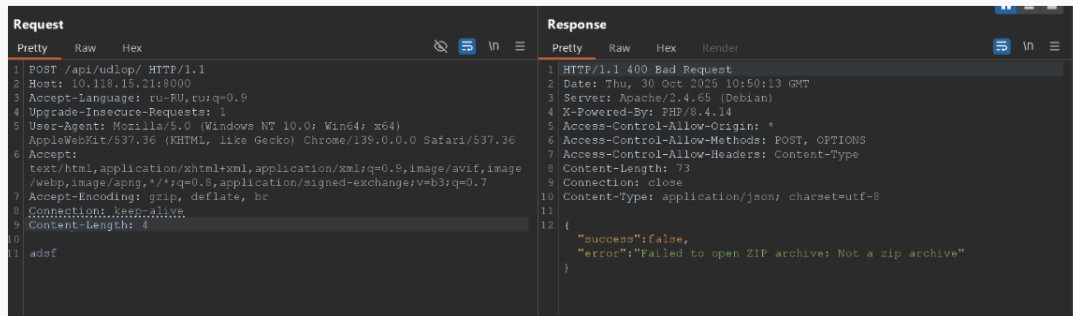 Request
Pretty Raw Hex \n
1 POST /api/udlop/ HTTP/1.1
2 Host: 10.118.15.21:8000
3 Accept-Language: ru-RU,ru;q=0.9
4 Upgrade-Insecure-Requests: 1
5 User-Agent: Mozilla/5.0 (Windows NT 10.0; Win64; x64)
AppleWebKit/537.36 (KHTML, like Gecko) Chrome/139.0.0.0 Safari/537.36
6 Accept:
text/html,application/xhtml+xml,application/xml;q=0.9,image/avif,image
/webp,image/apng,*/*;q=0.8,application/signed-exchange;v=b3;q=0.7
7 Accept-Encoding: gzip, deflate, br
8 Connection: keep-alive
9 Content-Length: 4
10
11 adsf
Response
Pretty Raw Hex Render \n
1 HTTP/1.1 400 Bad Request
2 Date: Thu, 30 Oct 2025 10:50:13 GMT
3 Server: Apache/2.4.65 (Debian)
4 X-Powered-By: PHP/8.4.14
5 Access-Control-Allow-Origin: *
6 Access-Control-Allow-Methods: POST, OPTIONS
7 Access-Control-Allow-Headers: Content-Type
8 Content-Length: 73
9 Connection: close
10 Content-Type: application/json; charset=utf-8
11
12 {
"success":false,
"error":"Failed to open ZIP archive: Not a zip archive"
}